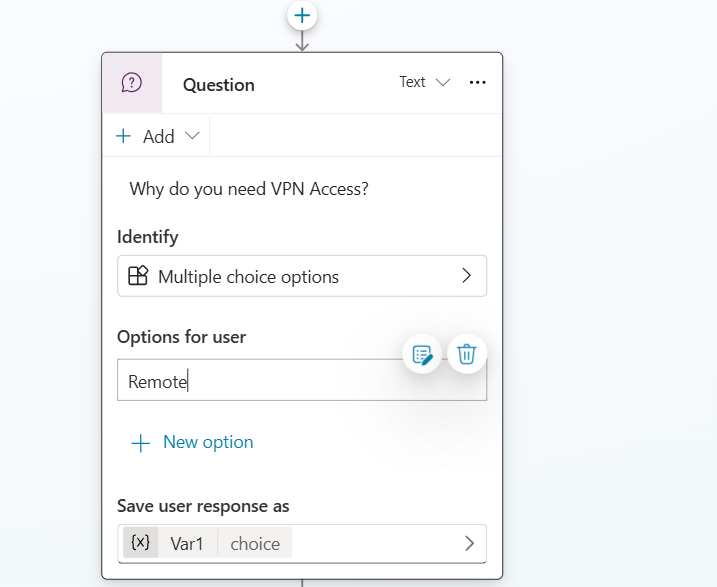 Question
Text
Add
Why do you need VPN Access?
Identify
Multiple choice options
Options for user
Remote
New option
Save user response as
{x} Var1 choice